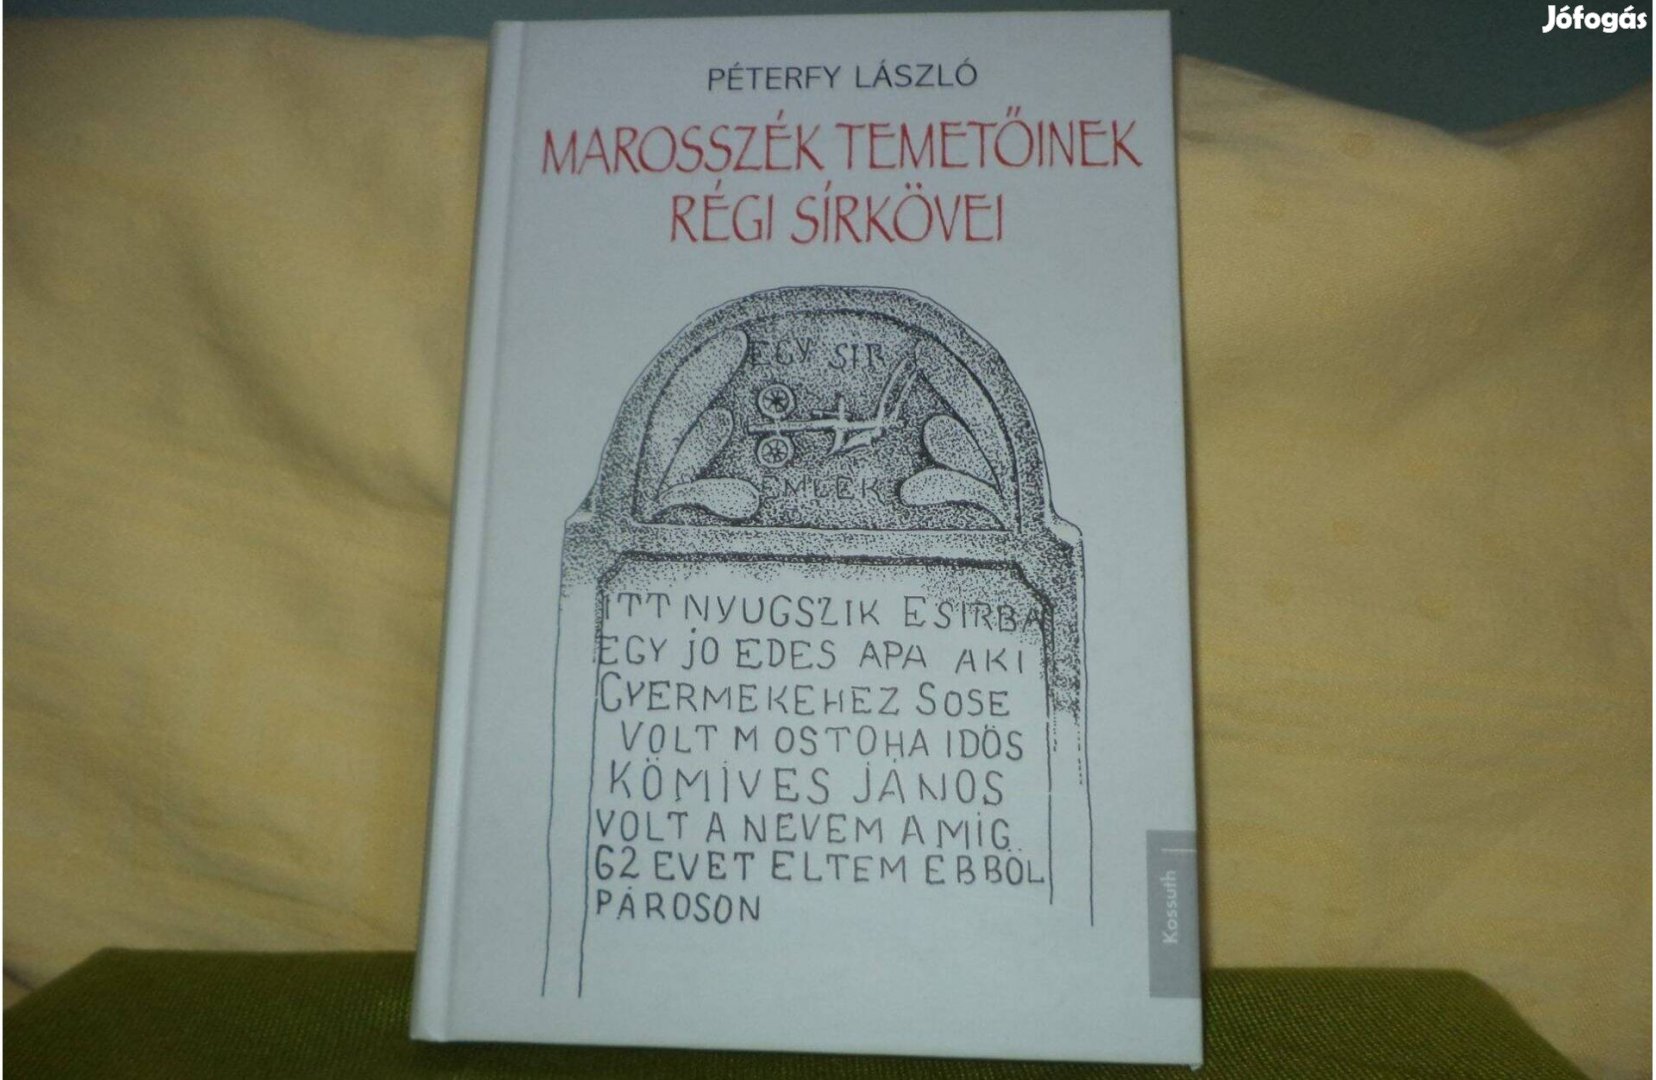 Jófogás
PÉTERFY LÁSZLÓ
MAROSSZÉK TEMETŐINEK
RÉGI SÍRKÖVEI
EGY SIR
EMLEK
ITT NYUGSZIK ESIRBA
EGY jO EDES APA AKI
GYERMEKEHEZ SOSE
VOLT MOSTOHA IDÖS
KÖMIVES JÁNOS
VOLT A NEVEM AMIG
62 EVET ELTEM EBBÖL
PÁROSON
Kossuth